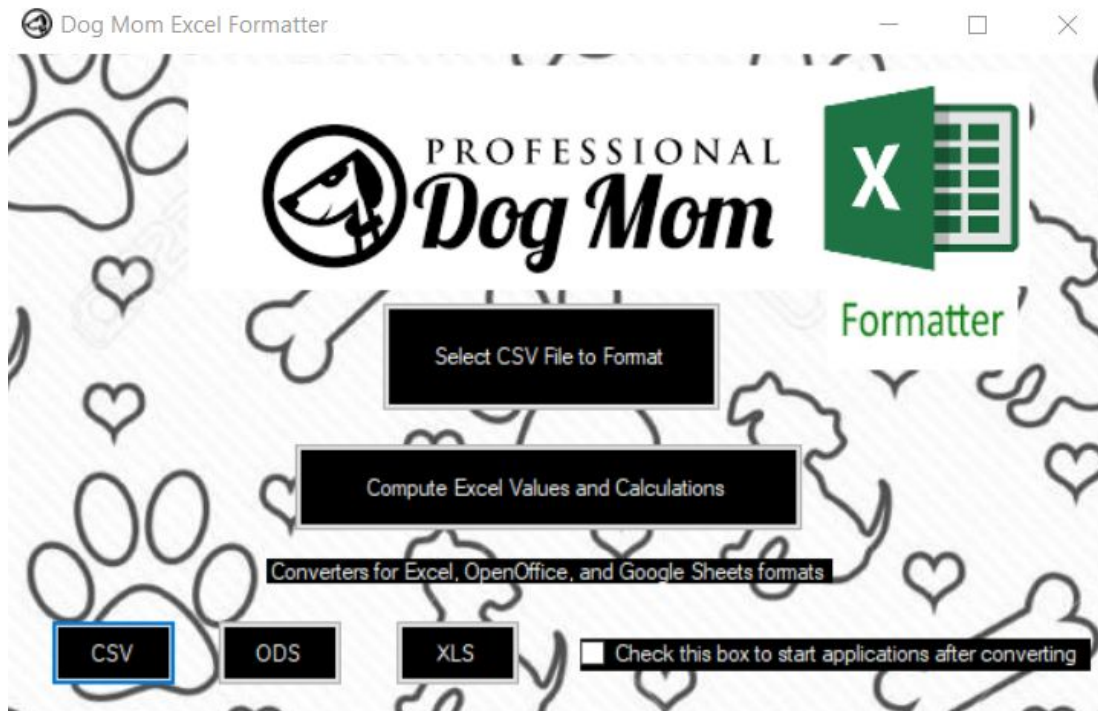 Dog Mom Excel Formatter
PROFESSIONAL
Dog Mom
X
Formatter
Select CSV File to Format
Compute Excel Values and Calculations
Converters for Excel, OpenOffice, and Google Sheets formats
CSV
ODS
XLS
Check this box to start applications after converting